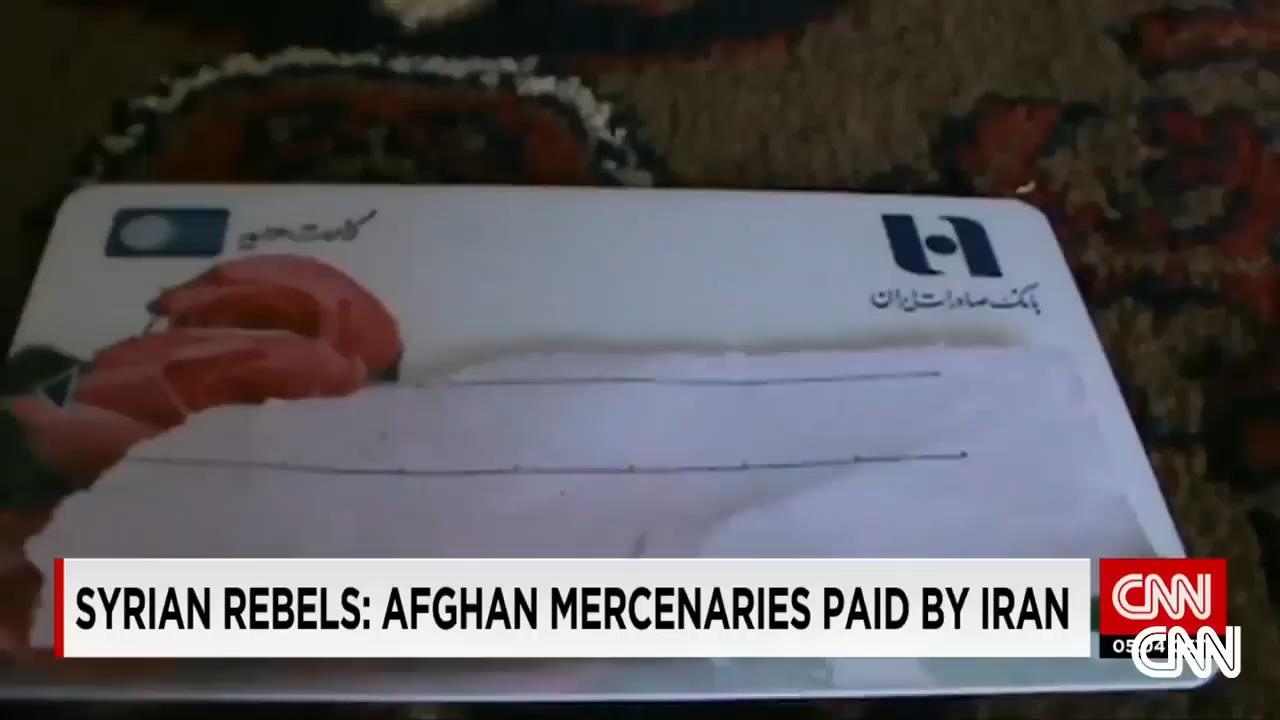 کارت هدیه
بانک صادرات ایران
SYRIAN REBELS: AFGHAN MERCENARIES PAID BY IRAN
CNN
CNN